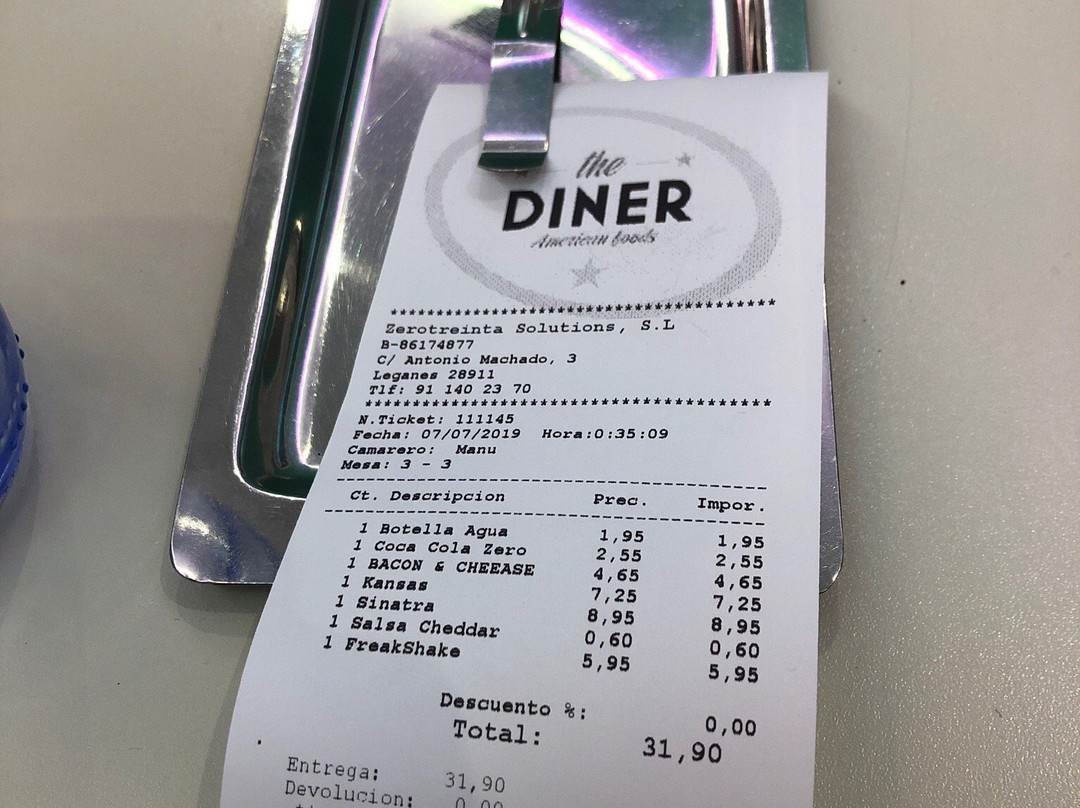 the
DINER
American foods
****************************************
Zerotreinta Solutions, S.L
B-86174877
C/ Antonio Machado, 3
Leganes 28911
Tlf: 91 140 23 70
****************************************
N.Ticket: 111145
Fecha: 07/07/2019 Hora:0:35:09
Camarero: Manu
Mesa: 3 - 3
Ct. Descripcion Prec. Impor.
1 Botella Agua 1,95 1,95
1 Coca Cola Zero 2,55 2,55
1 BACON & CHEEASE 4,65 4,65
1 Kansas 7,25 7,25
1 Sinatra 8,95 8,95
1 Salsa Cheddar 0,60 0,60
1 FreakShake 5,95 5,95
Descuento %: 0,00
Total: 31,90
Entrega: 31,90
Devolucion: 0,00